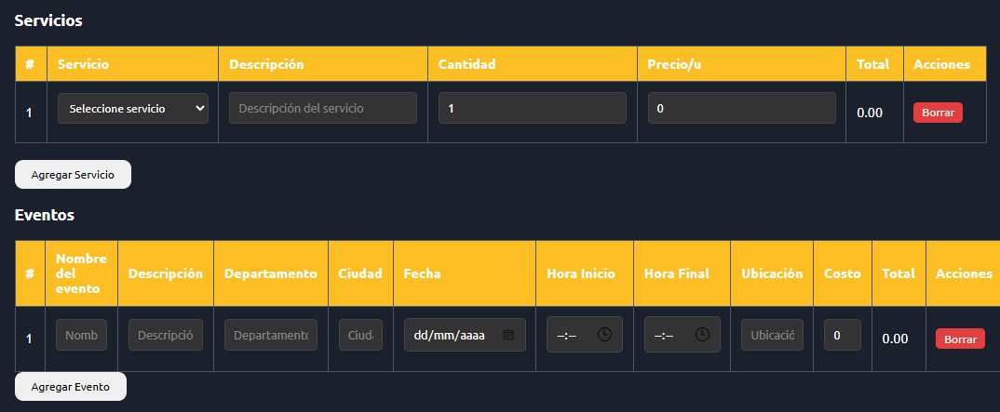 Servicios
# Servicio Descripción Cantidad Precio/u Total Acciones
1 Seleccione servicio Descripción del servicio 1 0 0.00 Borrar
Agregar Servicio
Eventos
# Nombre del evento Descripción Departamento Ciudad Fecha Hora Inicio Hora Final Ubicación Costo Total Acciones
1 Nomb Descripció Departamento Ciuda dd/mm/aaaa --:-- --:-- Ubicació 0 0.00 Borrar
Agregar Evento